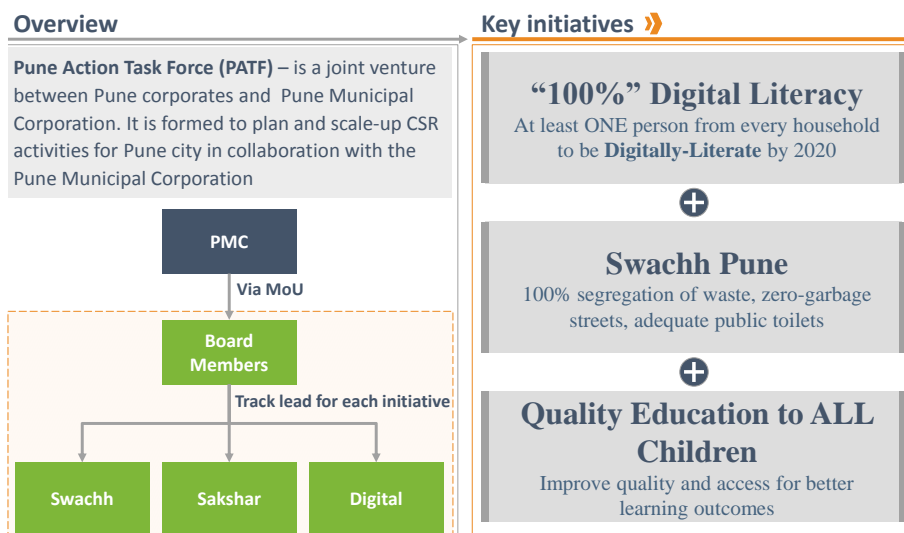 Overview
Pune Action Task Force (PATF) – is a joint venture
between Pune corporates and Pune Municipal
Corporation. It is formed to plan and scale-up CSR
activities for Pune city in collaboration with the
Pune Municipal Corporation
PMC
Via MoU
Board
Members
Track lead for each initiative
Swachh
Sakshar
Digital
Key initiatives
“100%” Digital Literacy
At least ONE person from every household
to be Digitally-Literate by 2020
Swachh Pune
100% segregation of waste, zero-garbage
streets, adequate public toilets
Quality Education to ALL
Children
Improve quality and access for better
learning outcomes